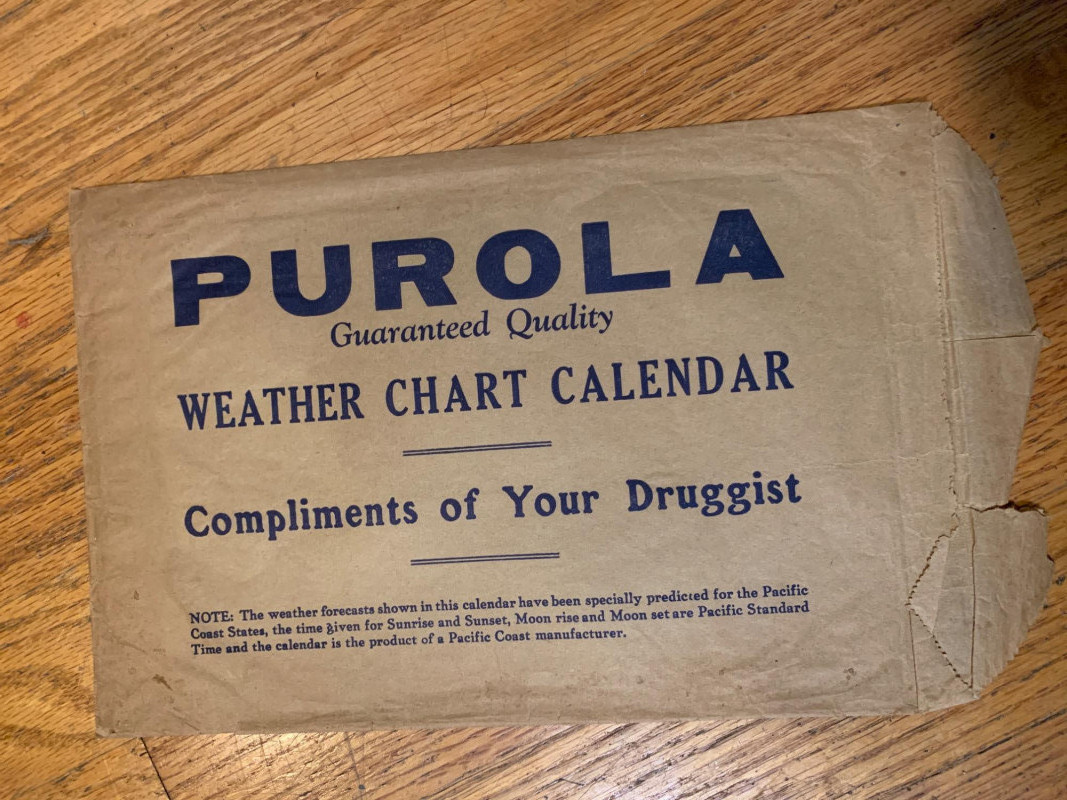 PUROLA
Guaranteed Quality
WEATHER CHART CALENDAR
Compliments of Your Druggist
NOTE: The weather forecasts shown in this calendar have been specially predicted for the Pacific
Coast States, the time given for Sunrise and Sunset, Moon rise and Moon set are Pacific Standard
Time and the calendar is the product of a Pacific Coast manufacturer.